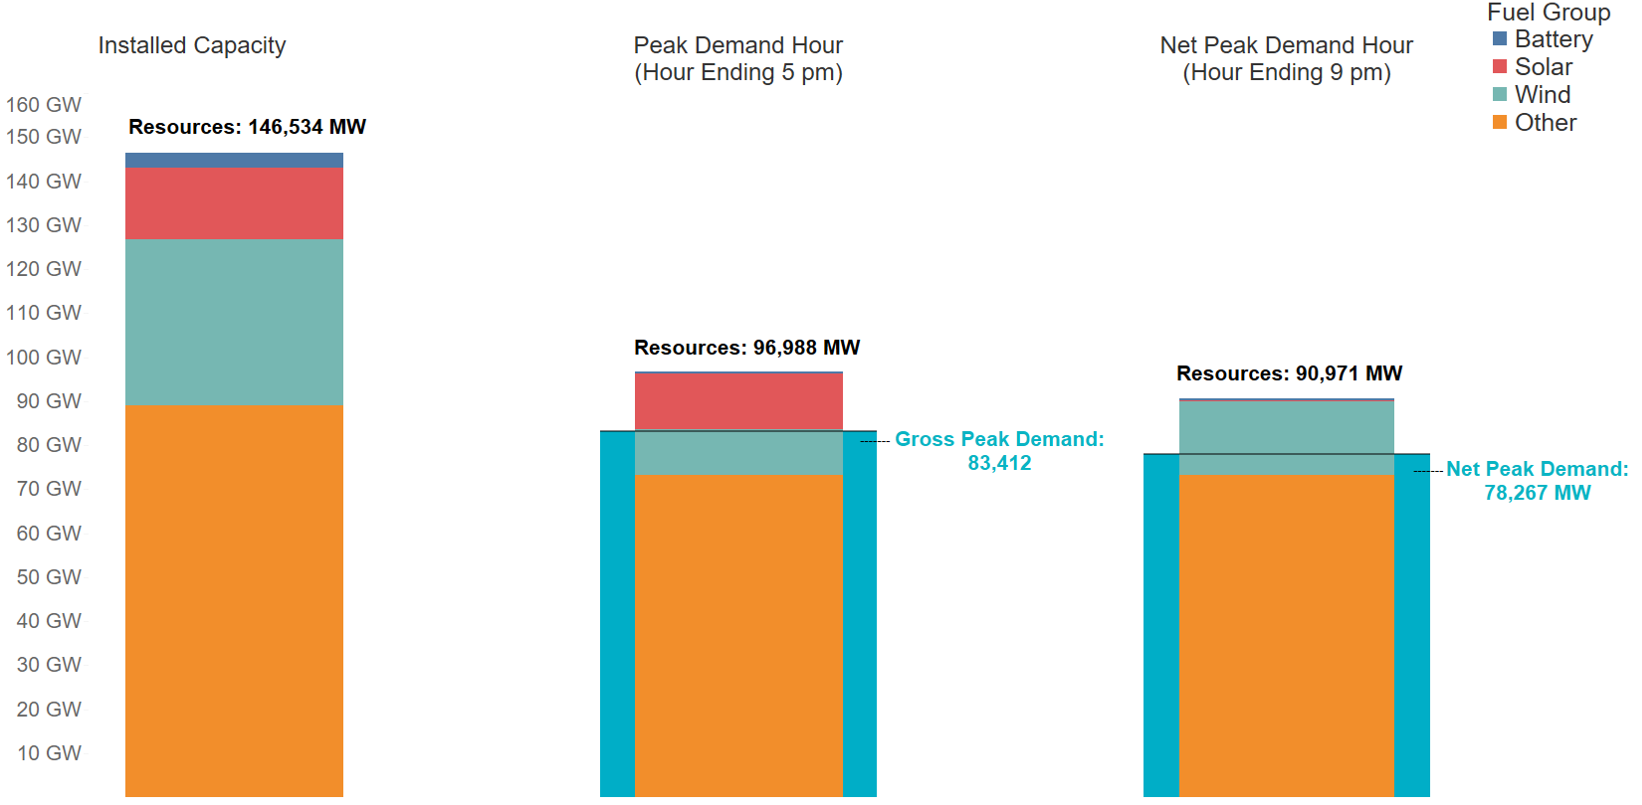 Installed Capacity
Peak Demand Hour
(Hour Ending 5 pm)
Net Peak Demand Hour
(Hour Ending 9 pm)
Fuel Group
Battery
Solar
Wind
Other
160 GW
150 GW
140 GW
130 GW
120 GW
110 GW
100 GW
90 GW
80 GW
70 GW
60 GW
50 GW
40 GW
30 GW
20 GW
10 GW
Resources: 146,534 MW
Resources: 96,988 MW
Gross Peak Demand:
83,412
Resources: 90,971 MW
Net Peak Demand:
78,267 MW